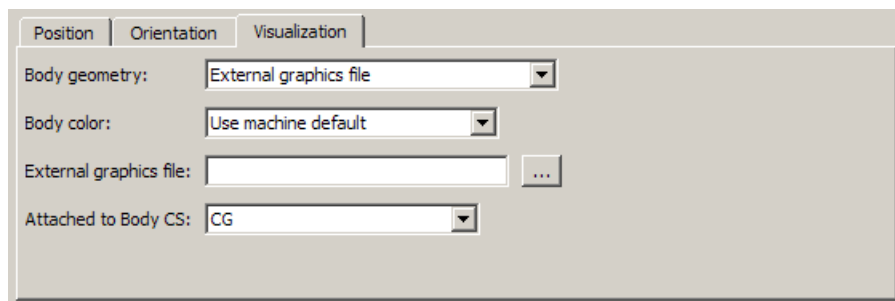 Position Orientation Visualization
Body geometry: External graphics file
Body color: Use machine default
External graphics file: ...
Attached to Body CS: CG